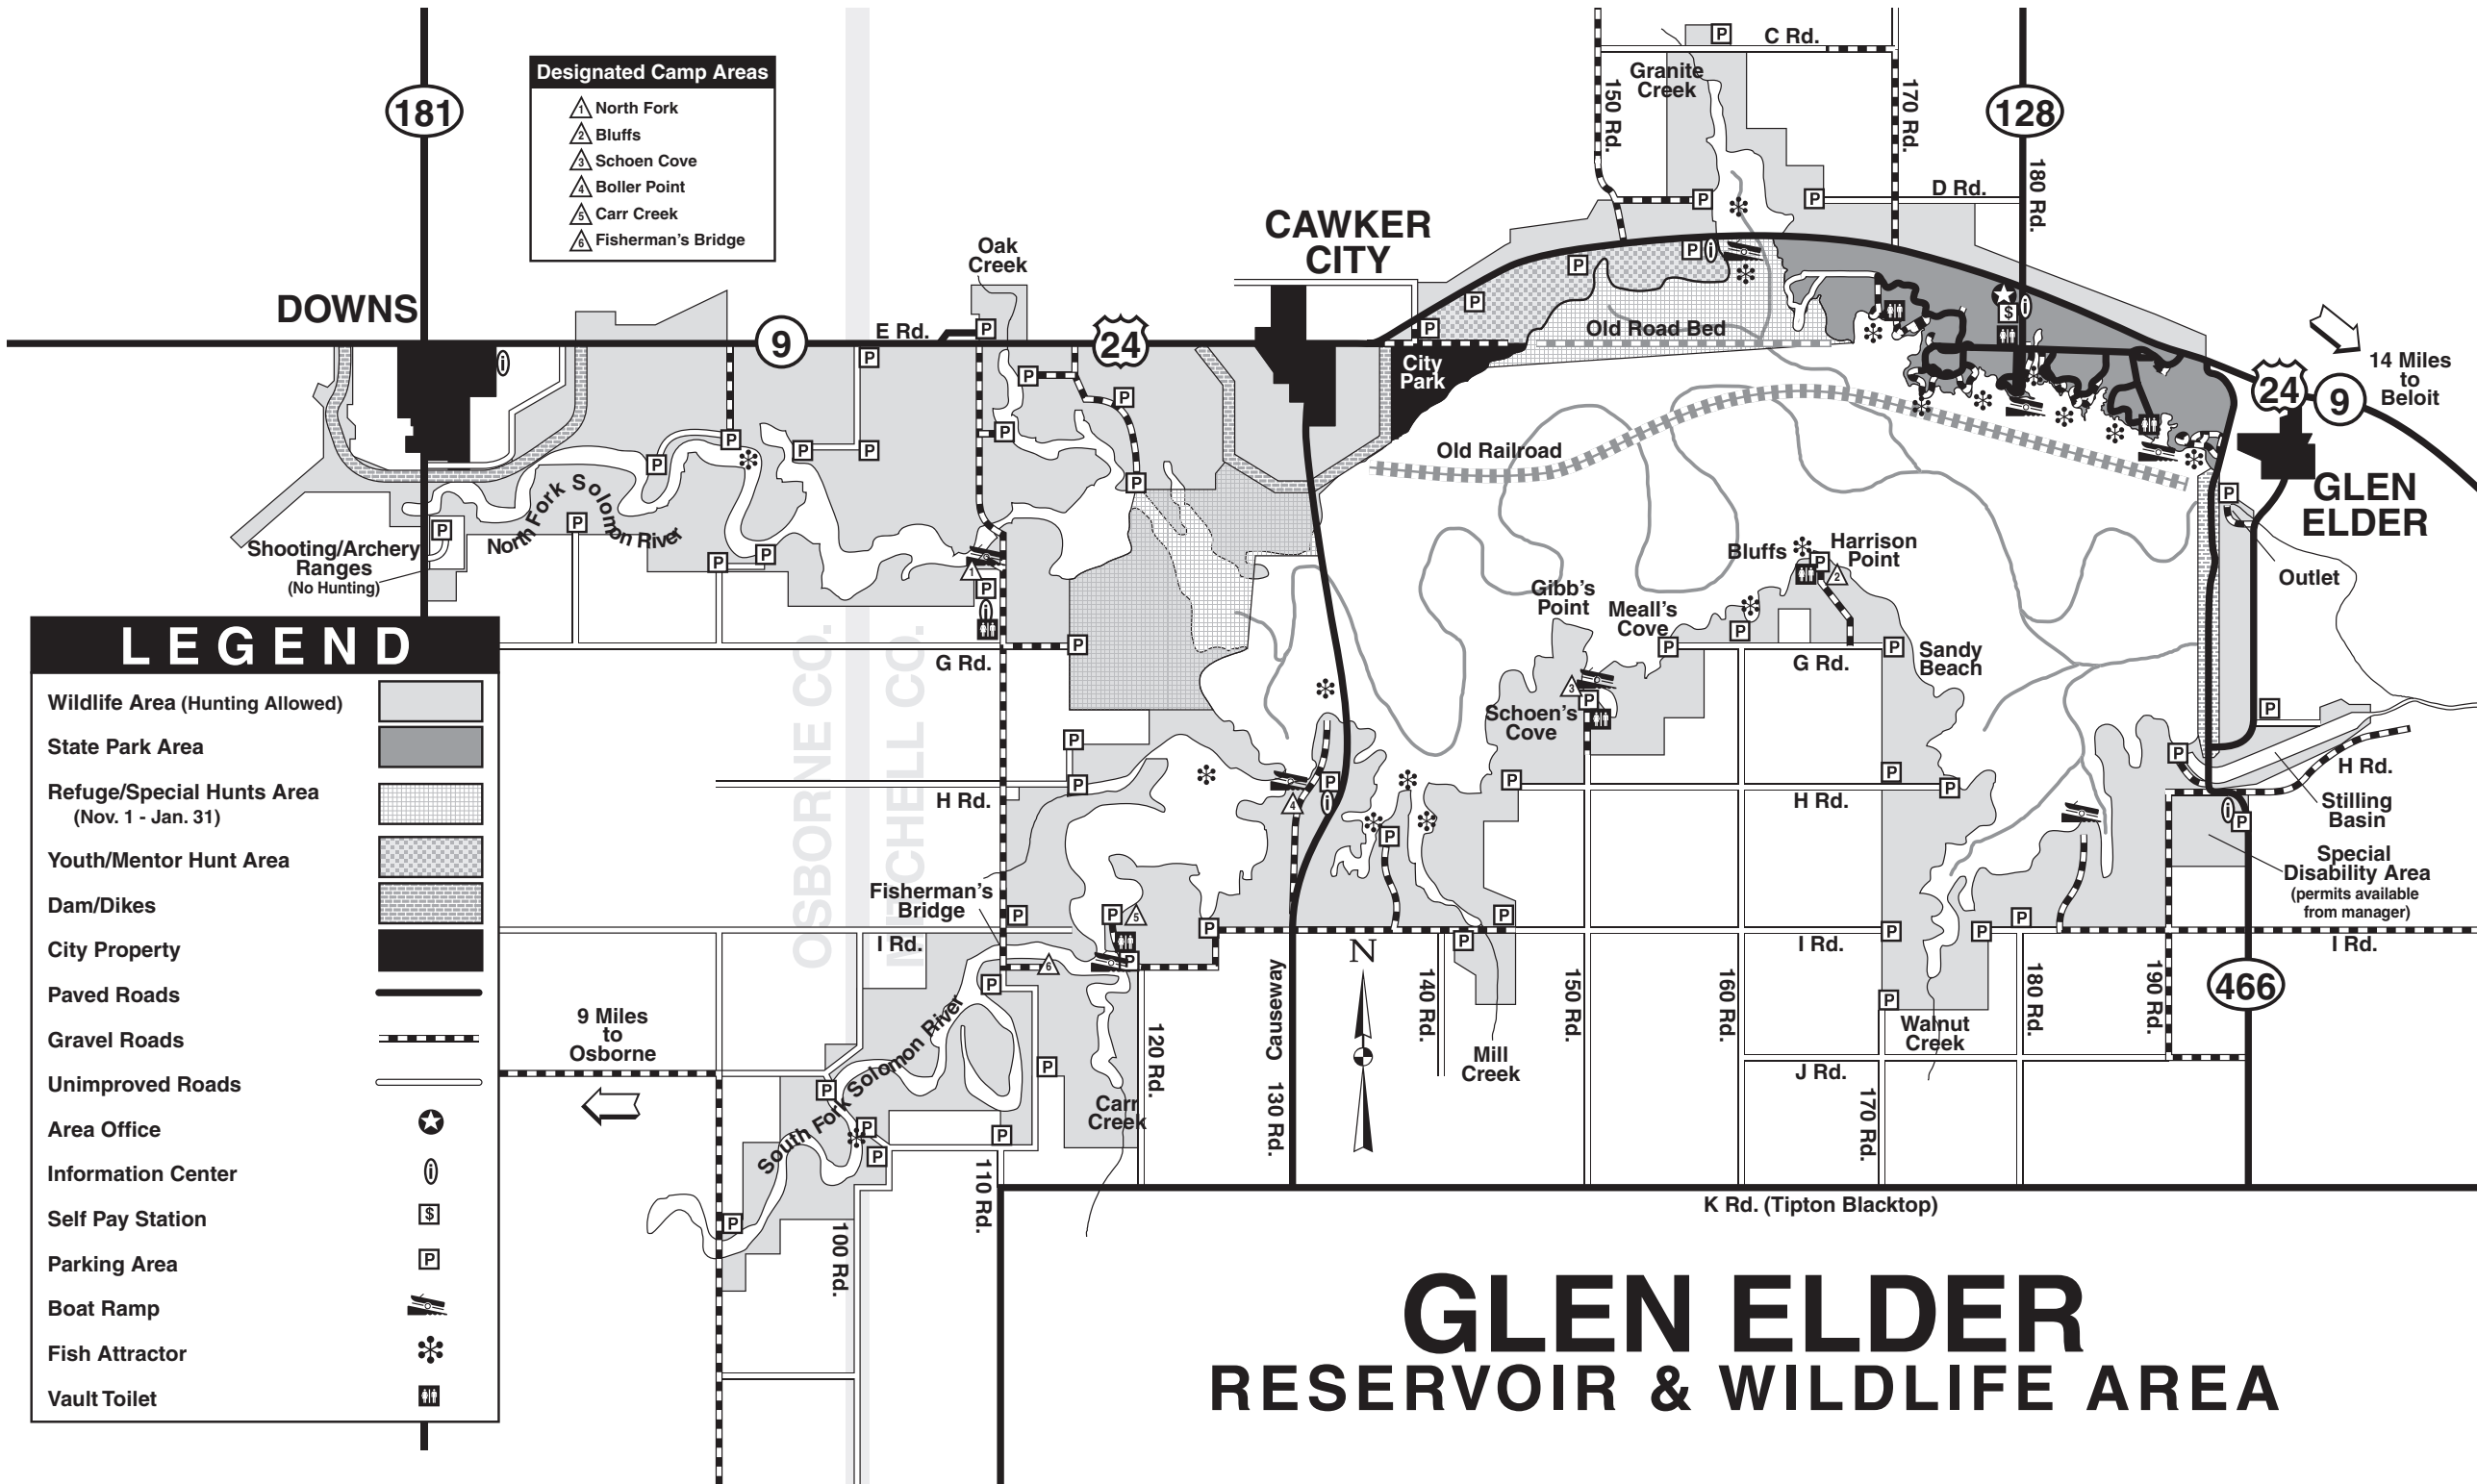 181
Designated Camp Areas
1 North Fork
2 Bluffs
3 Schoen Cove
4 Boller Point
5 Carr Creek
6 Fisherman's Bridge
C Rd.
Granite
Creek
150 Rd.
170 Rd.
128
180 Rd.
D Rd.
Oak
Creek
CAWKER
CITY
DOWNS
9
E Rd.
24
Old Road Bed
City
Park
14 Miles
to
Beloit
24
9
Old Railroad
GLEN
ELDER
North Fork Solomon River
Shooting/Archery
Ranges
(No Hunting)
Bluffs
Harrison
Point
Outlet
Gibb's
Point
Meall's
Cove
G Rd.
G Rd.
Sandy
Beach
Schoen's
Cove
OSBORNE CO.
MITCHELL CO.
H Rd.
H Rd.
H Rd.
Stilling
Basin
Special
Disability Area
(permits available
from manager)
Fisherman's
Bridge
I Rd.
I Rd.
I Rd.
N
Causeway
130 Rd.
140 Rd.
150 Rd.
160 Rd.
180 Rd.
190 Rd.
466
9 Miles
to
Osborne
South Fork Solomon River
120 Rd.
Carr
Creek
Mill
Creek
Walnut
Creek
J Rd.
170 Rd.
110 Rd.
100 Rd.
K Rd. (Tipton Blacktop)
LEGEND
Wildlife Area (Hunting Allowed)
State Park Area
Refuge/Special Hunts Area
(Nov. 1 - Jan. 31)
Youth/Mentor Hunt Area
Dam/Dikes
City Property
Paved Roads
Gravel Roads
Unimproved Roads
Area Office
Information Center
Self Pay Station $
Parking Area P
Boat Ramp
Fish Attractor
Vault Toilet
GLEN ELDER
RESERVOIR & WILDLIFE AREA